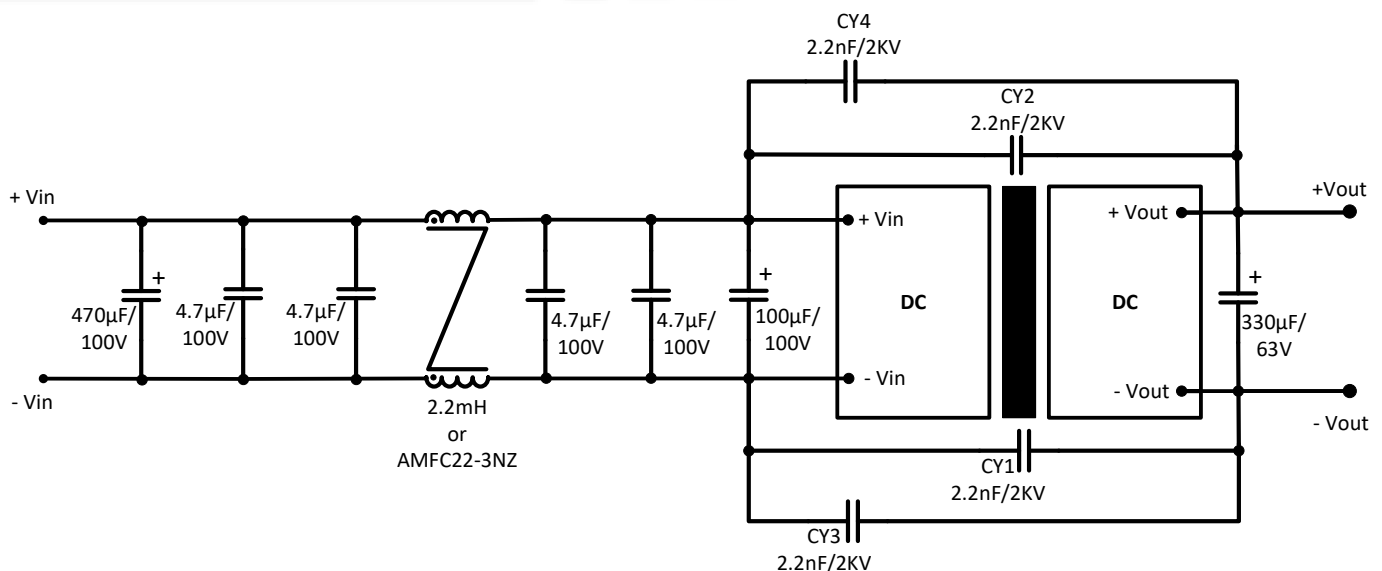 CY4
2.2nF/2KV
CY2
2.2nF/2KV
+ Vin
+Vout
+ Vin
+ Vout
+
+
+
470µF/
100V
4.7µF/
100V
4.7µF/
100V
4.7µF/
100V
4.7µF/
100V
100µF/
100V
DC
DC
330µF/
63V
- Vin
- Vin
- Vout
- Vout
2.2mH
or
AMFC22-3NZ
CY1
2.2nF/2KV
CY3
2.2nF/2KV